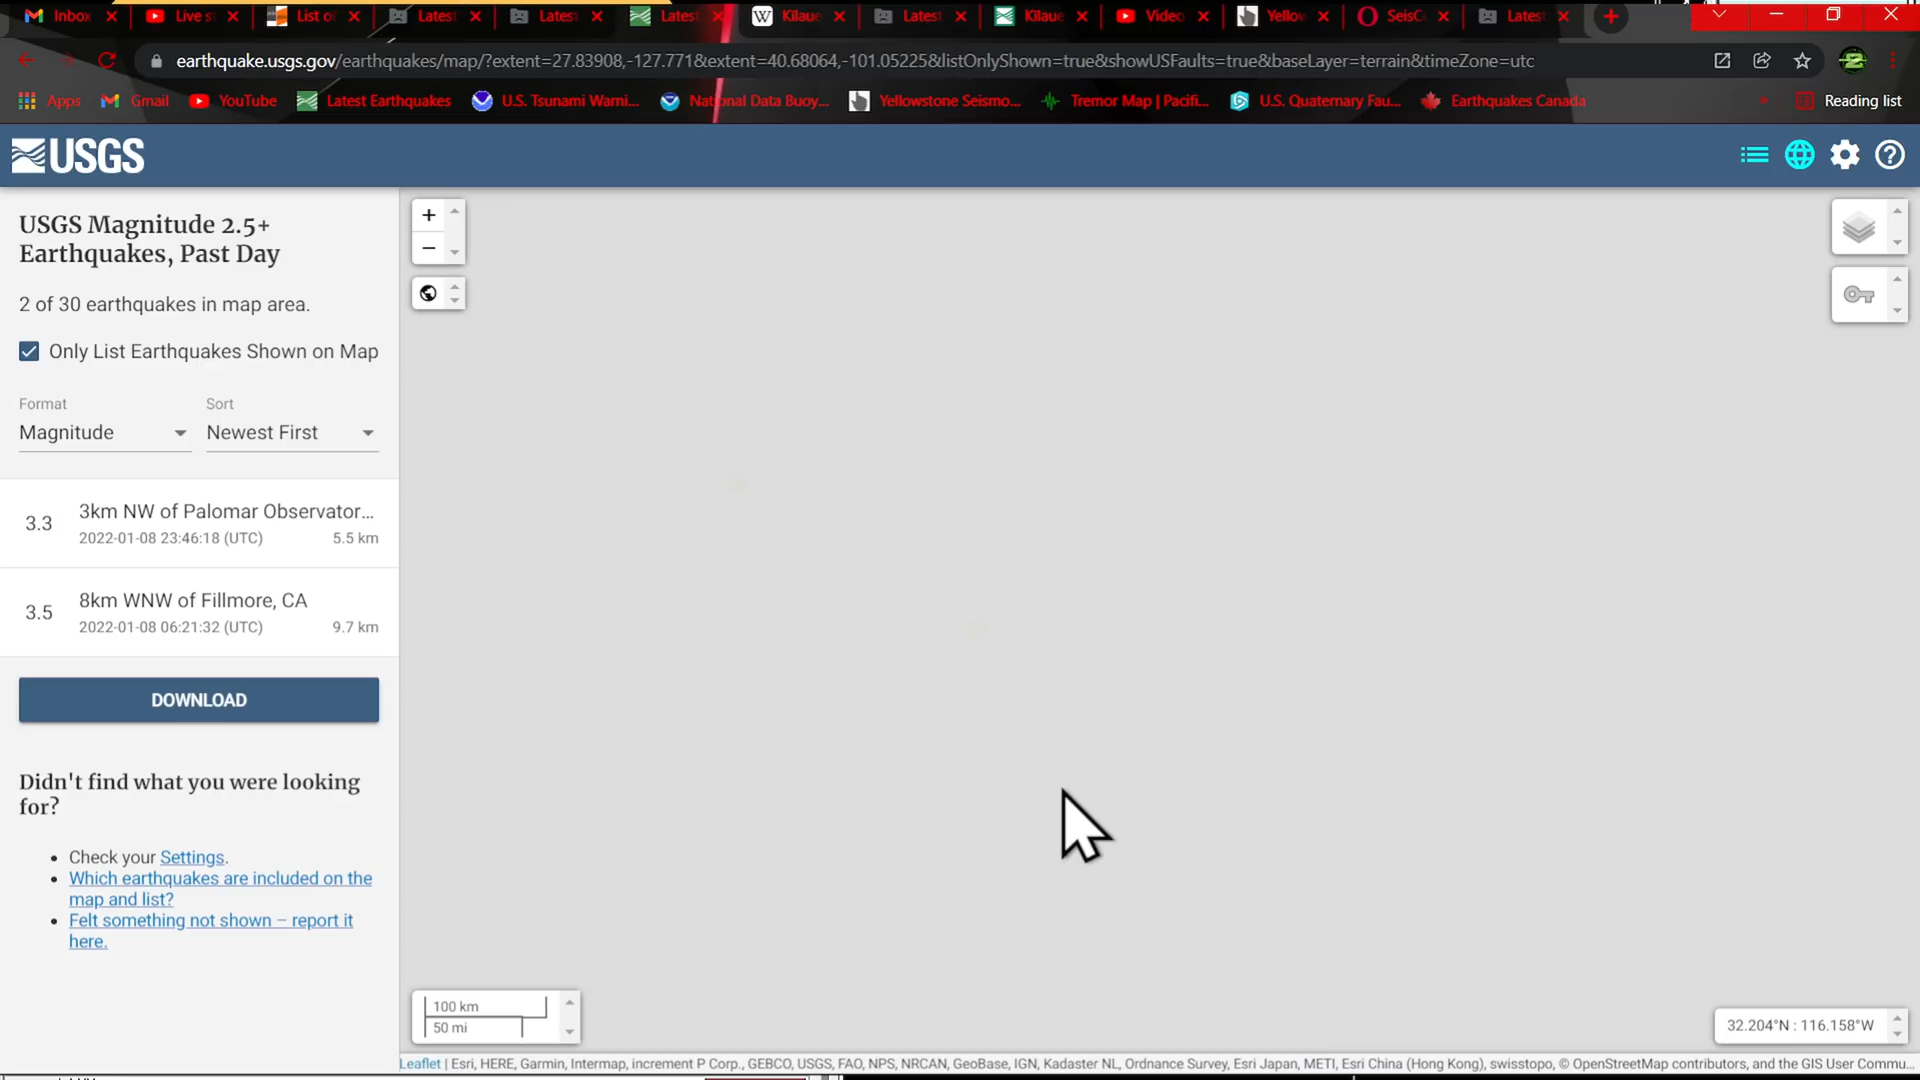 Inbox
Live s
List o
Latest
Latest
Latest
Kilaue
Latest
Kilaue
Video
Yellow
SeisC
Latest
earthquake.usgs.gov/earthquakes/map/?extent=27.83908,-127.771&extent=40.68064,-101.05225&listOnlyShown=true&showUSFaults=true&baseLayer=terrain&timeZone=utc
Apps
Gmail
YouTube
Latest Earthquakes
U.S. Tsunami Warni...
National Data Buoy...
Yellowstone Seismo...
Tremor Map | Pacifi...
U.S. Quaternary Fau...
Earthquakes Canada
Reading list
USGS
USGS Magnitude 2.5+
Earthquakes, Past Day
2 of 30 earthquakes in map area.
Only List Earthquakes Shown on Map
Format
Sort
Magnitude
Newest First
3.3
3km NW of Palomar Observator...
2022-01-08 23:46:18 (UTC)
5.5 km
3.5
8km WNW of Fillmore, CA
2022-01-08 06:21:32 (UTC)
9.7 km
DOWNLOAD
Didn't find what you were looking
for?
Check your Settings.
Which earthquakes are included on the
map and list?
Felt something not shown – report it
here.
+
−
100 km
50 mi
32.204°N : 116.158°W
Leaflet | Esri, HERE, Garmin, Intermap, increment P Corp., GEBCO, USGS, FAO, NPS, NRCAN, GeoBase, IGN, Kadaster NL, Ordnance Survey, Esri Japan, METI, Esri China (Hong Kong), swisstopo, © OpenStreetMap contributors, and the GIS User Commu...